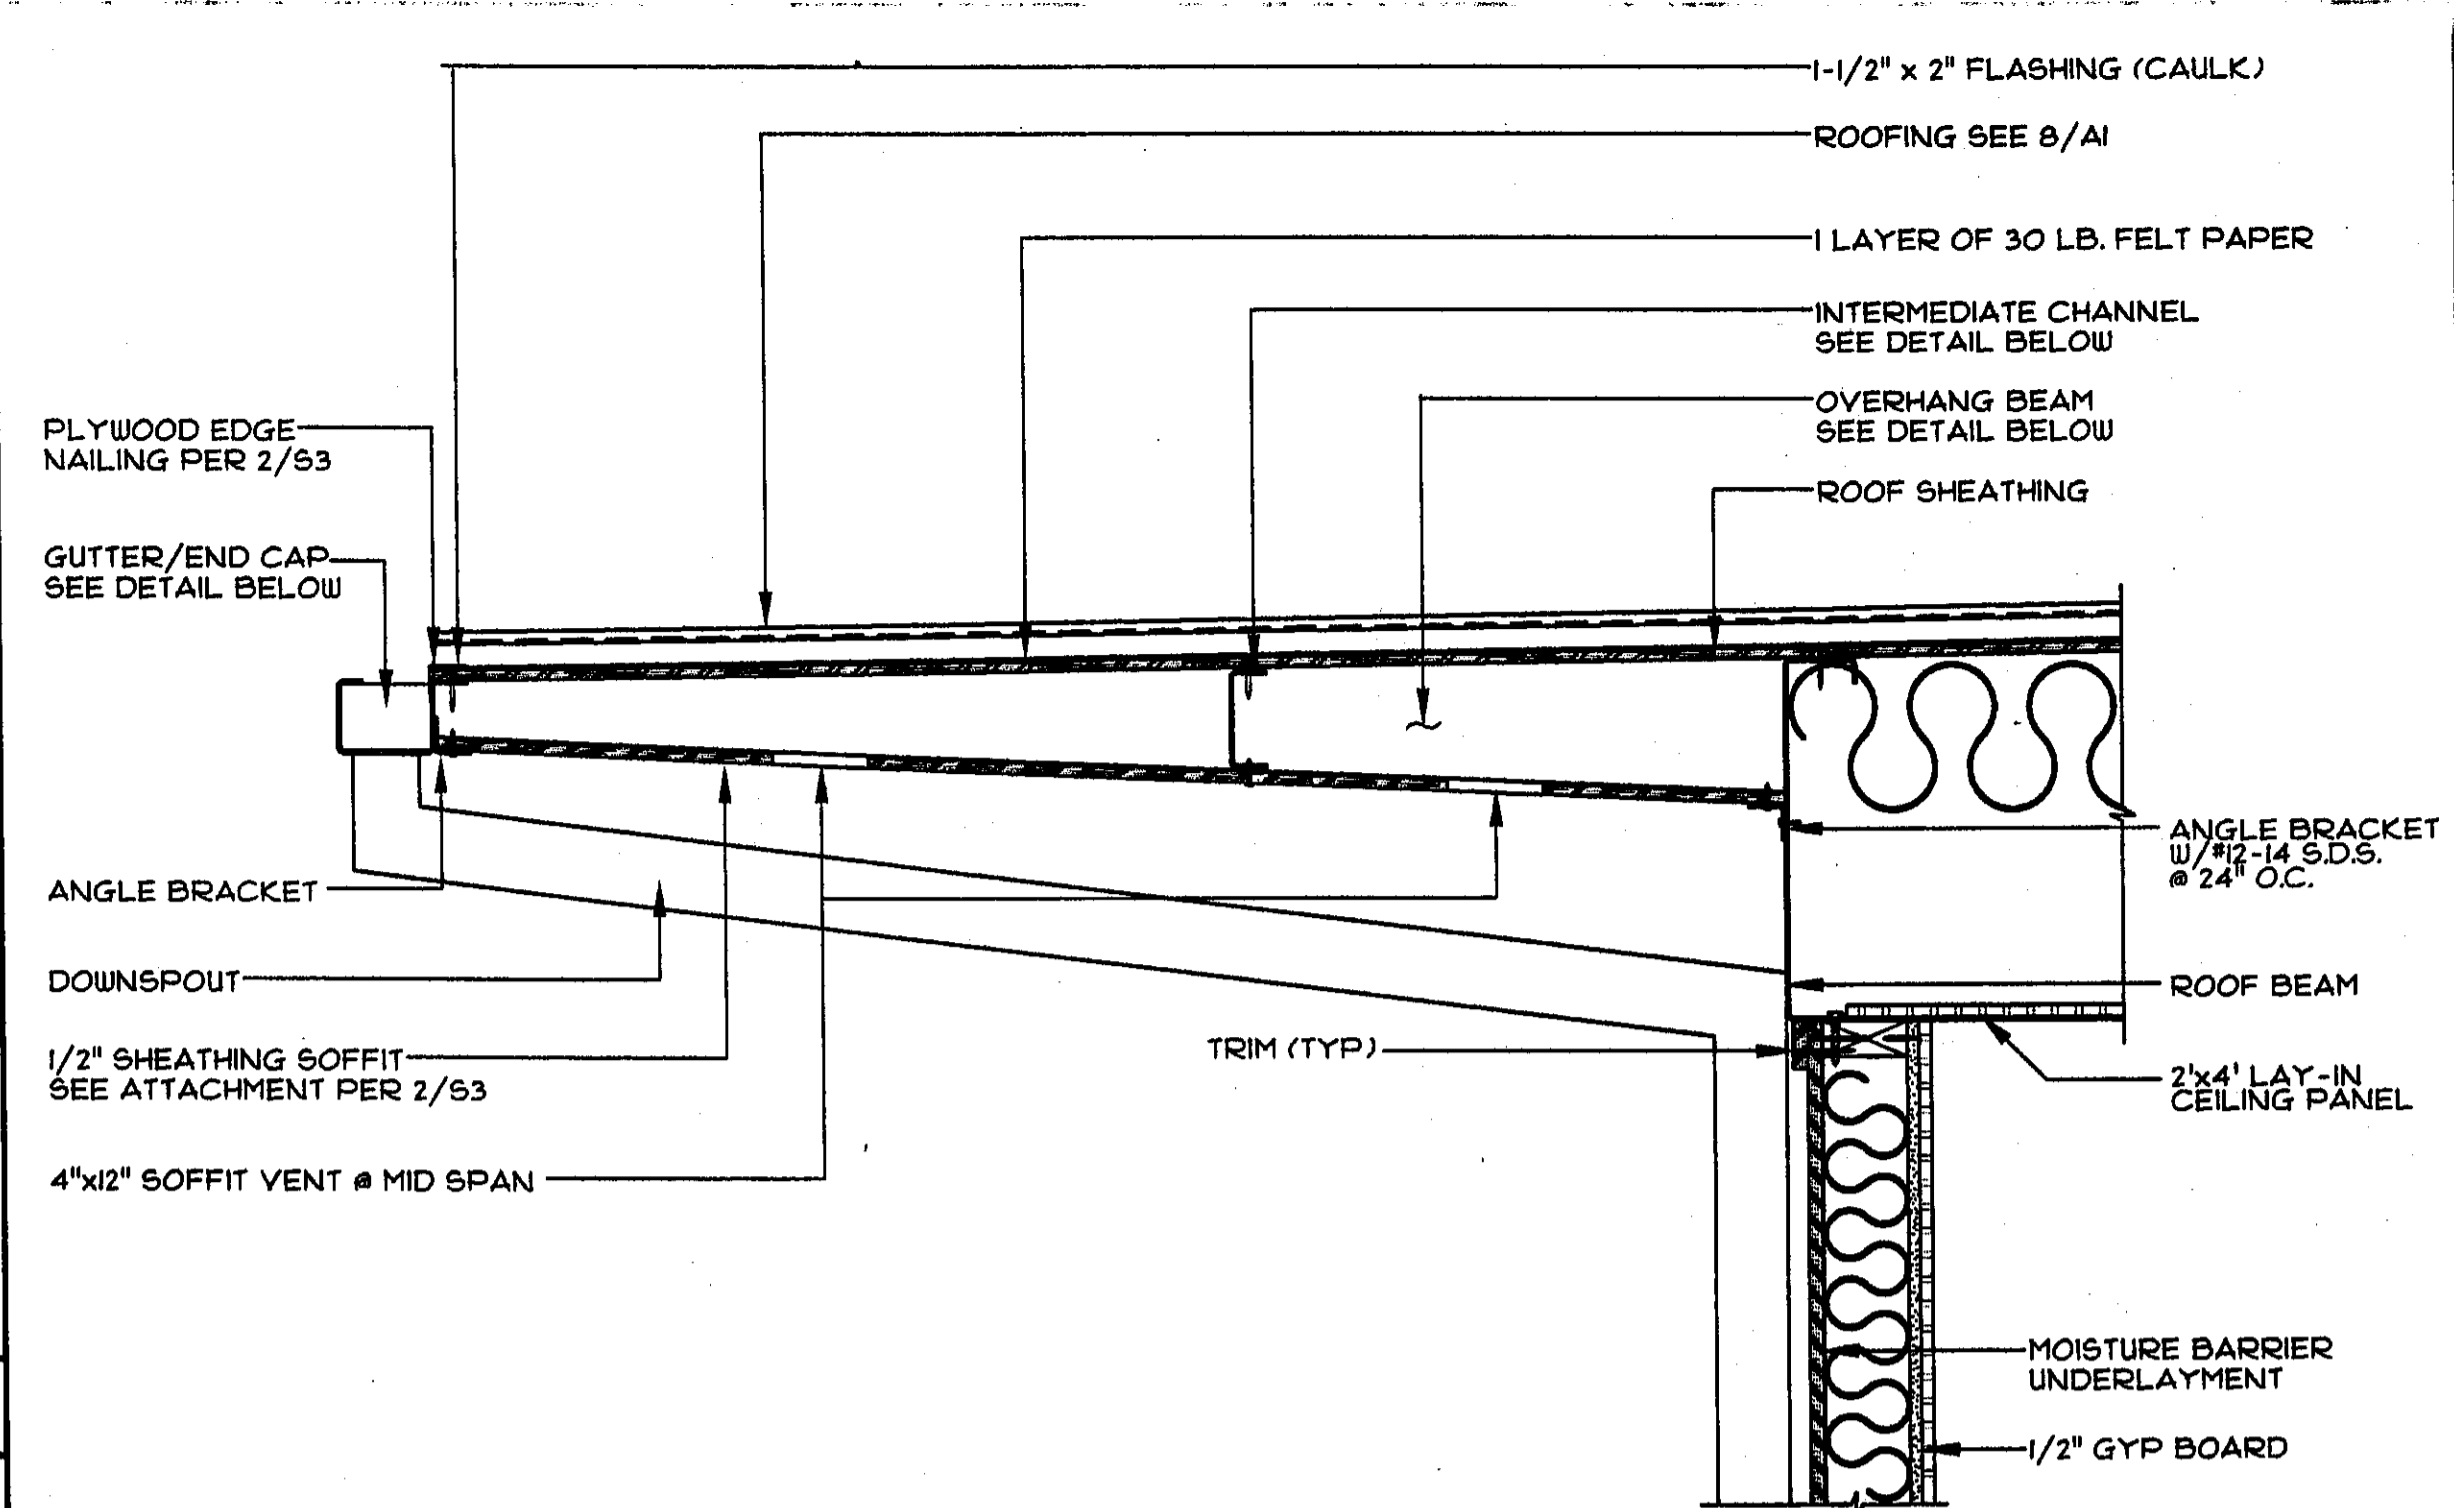 1-1/2" x 2" FLASHING (CAULK)
ROOFING SEE 8/A1
1 LAYER OF 30 LB. FELT PAPER
INTERMEDIATE CHANNEL
SEE DETAIL BELOW
OVERHANG BEAM
SEE DETAIL BELOW
ROOF SHEATHING
PLYWOOD EDGE
NAILING PER 2/S3
GUTTER/END CAP
SEE DETAIL BELOW
ANGLE BRACKET
W/#12-14 S.D.S.
@ 24" O.C.
ANGLE BRACKET
DOWNSPOUT
ROOF BEAM
1/2" SHEATHING SOFFIT
SEE ATTACHMENT PER 2/S3
TRIM (TYP)
2'x4' LAY-IN
CEILING PANEL
4"x12" SOFFIT VENT @ MID SPAN
MOISTURE BARRIER
UNDERLAYMENT
1/2" GYP BOARD